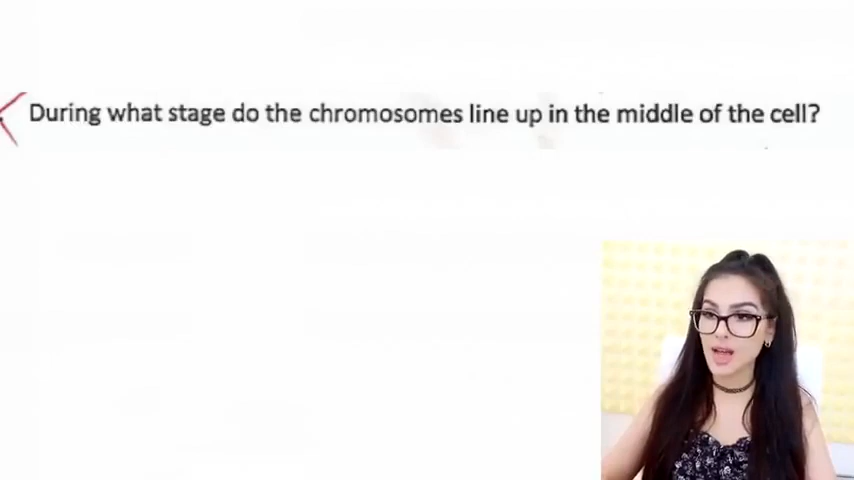 During what stage do the chromosomes line up in the middle of the cell?